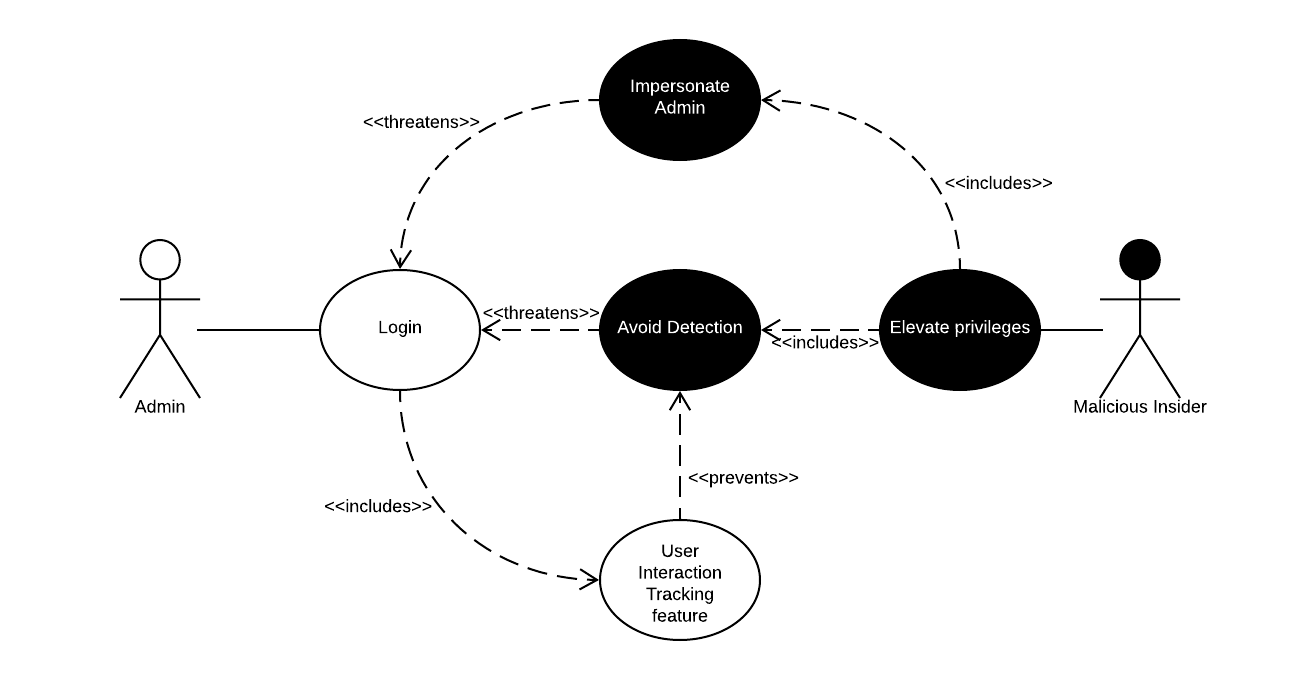 Impersonate
Admin
<<threatens>>
<<includes>>
<<threatens>>
Login
Avoid Detection
Elevate privileges
<<includes>>
Admin
Malicious Insider
<<prevents>>
<<includes>>
User
Interaction
Tracking
feature